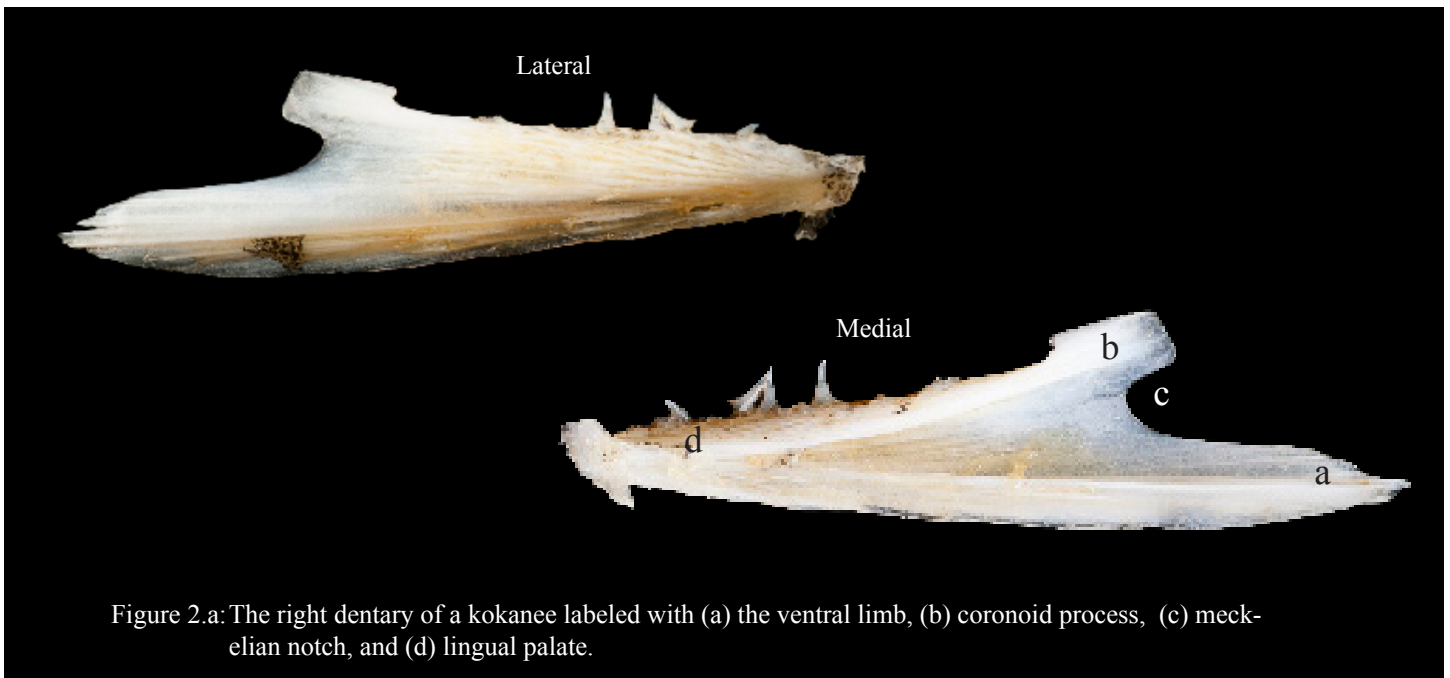 Lateral
Medial
b
c
d
a
Figure 2.a: The right dentary of a kokanee labeled with (a) the ventral limb, (b) coronoid process, (c) meck-
elian notch, and (d) lingual palate.